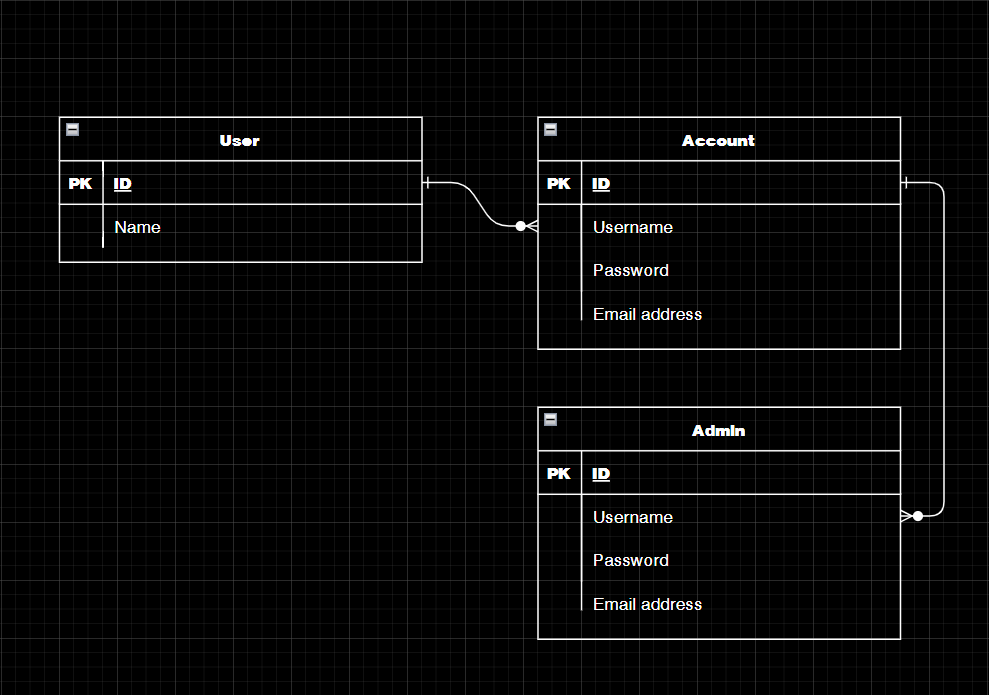 User
PK ID
Name
Account
PK ID
Username
Password
Email address
Admin
PK ID
Username
Password
Email address